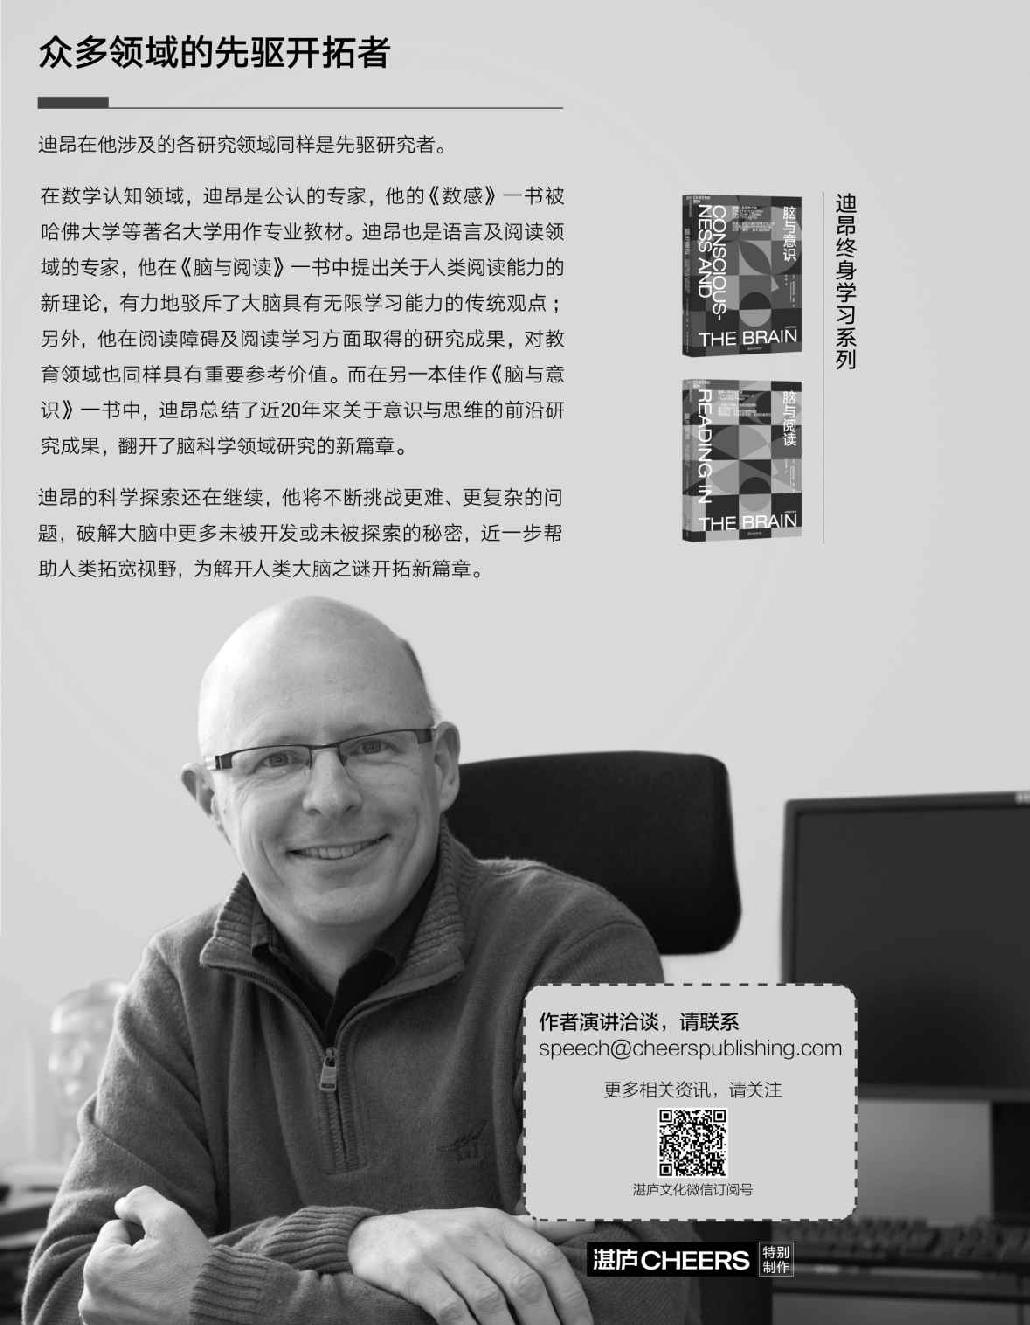 众多领域的先驱开拓者
迪昂在他涉及的各研究领域同样是先驱研究者。
在数学认知领域，迪昂是公认的专家，他的《数感》一书被
哈佛大学等著名大学用作专业教材。迪昂也是语言及阅读领
域的专家，他在《脑与阅读》一书中提出关于人类阅读能力的
新理论，有力地驳斥了大脑具有无限学习能力的传统观点；
另外，他在阅读障碍及阅读学习方面取得的研究成果，对教
育领域也同样具有重要参考价值。而在另一本佳作《脑与意
识》一书中，迪昂总结了近20年来关于意识与思维的前沿研
究成果，翻开了脑科学领域研究的新篇章。
迪昂的科学探索还在继续，他将不断挑战更难、更复杂的问
题，破解大脑中更多未被开发或未被探索的秘密，近一步帮
助人类拓宽视野，为解开人类大脑之谜开拓新篇章。
迪昂终身学习系列
脑与意识
CONSCIOUS-
NESS AND
THE BRAIN
脑与阅读
READING IN
THE BRAIN
作者演讲洽谈，请联系
speech@cheerspublishing.com
更多相关资讯，请关注
湛庐文化微信订阅号
湛庐CHEERS 特别
制作